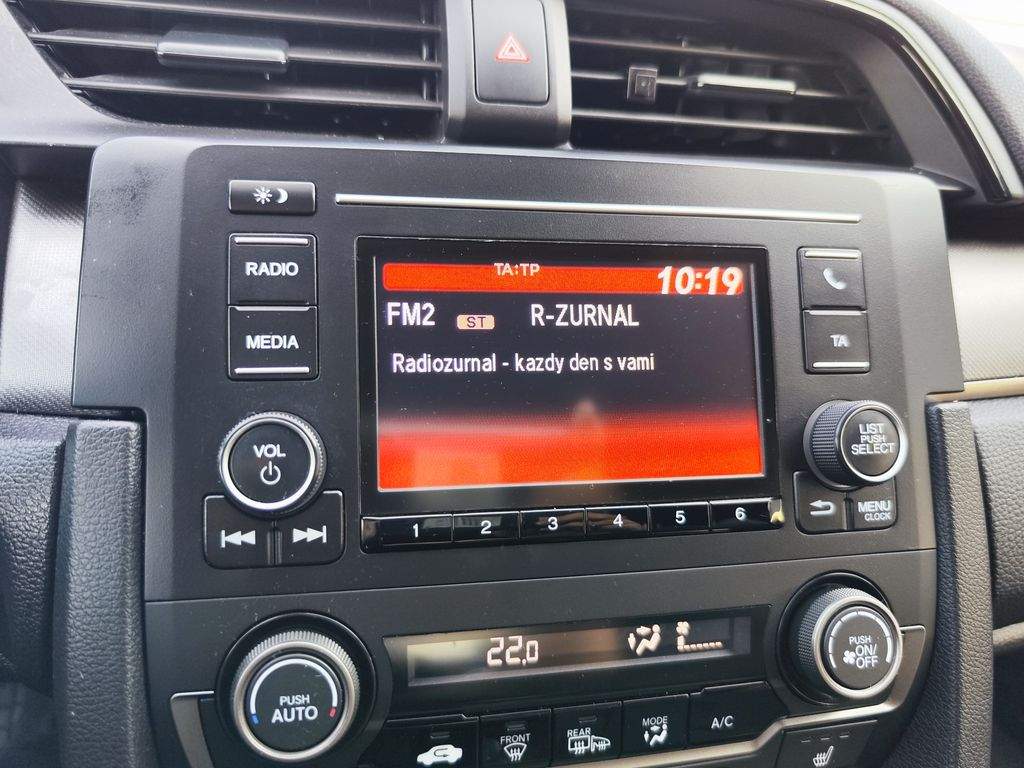 RADIO
MEDIA
TA:TP
10:19
FM2 ST R-ZURNAL
Radiozurnal - kazdy den s vami
TA
VOL
LIST
PUSH
SELECT
MENU
CLOCK
1 2 3 4 5 6
22.0
PUSH
AUTO
PUSH
ON/
OFF
FRONT
REAR
MODE
A/C